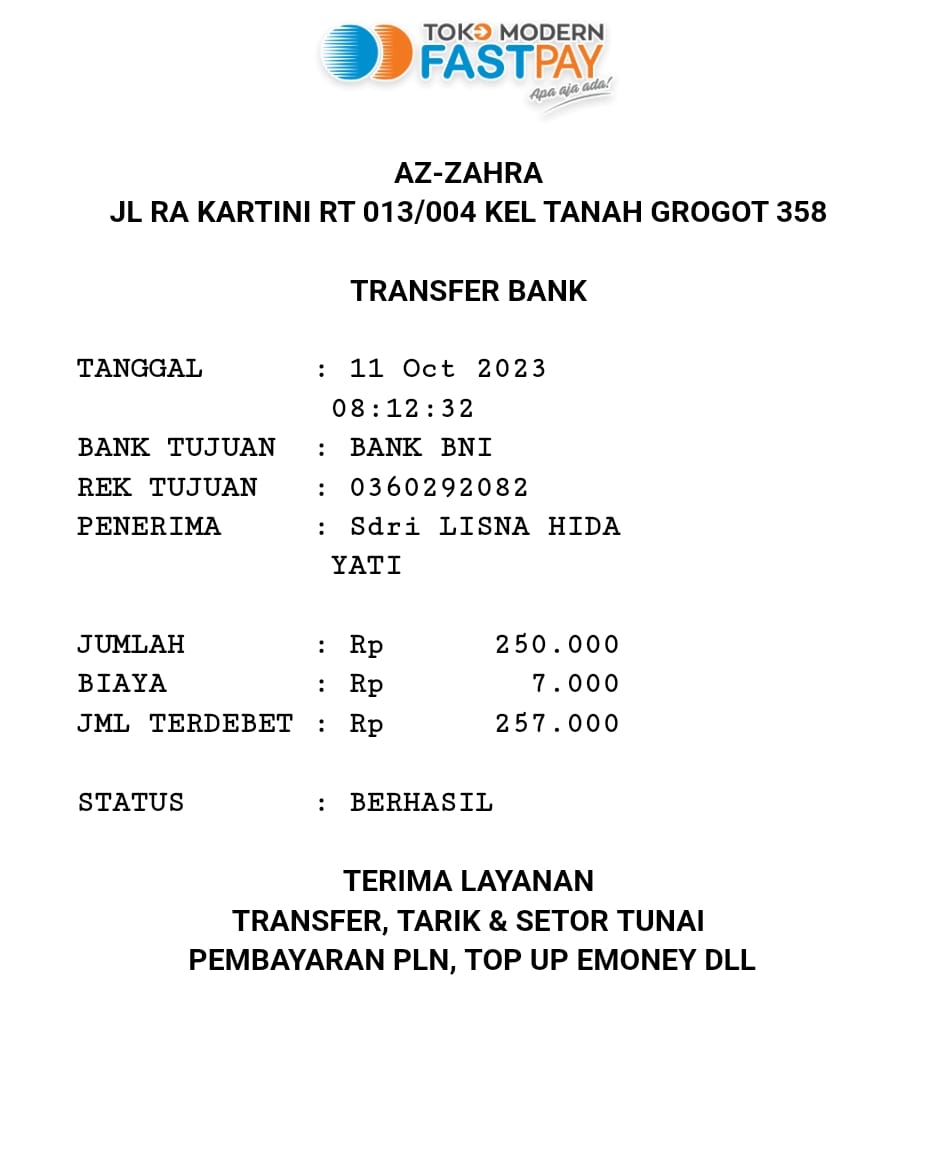 TOKO MODERN
FASTPAY
Apa aja ada!
AZ-ZAHRA
JL RA KARTINI RT 013/004 KEL TANAH GROGOT 358
TRANSFER BANK
TANGGAL : 11 Oct 2023
08:12:32
BANK TUJUAN : BANK BNI
REK TUJUAN : 0360292082
PENERIMA : Sdri LISNA HIDA
YATI
JUMLAH : Rp 250.000
BIAYA : Rp 7.000
JML TERDEBET : Rp 257.000
STATUS : BERHASIL
TERIMA LAYANAN
TRANSFER, TARIK & SETOR TUNAI
PEMBAYARAN PLN, TOP UP EMONEY DLL